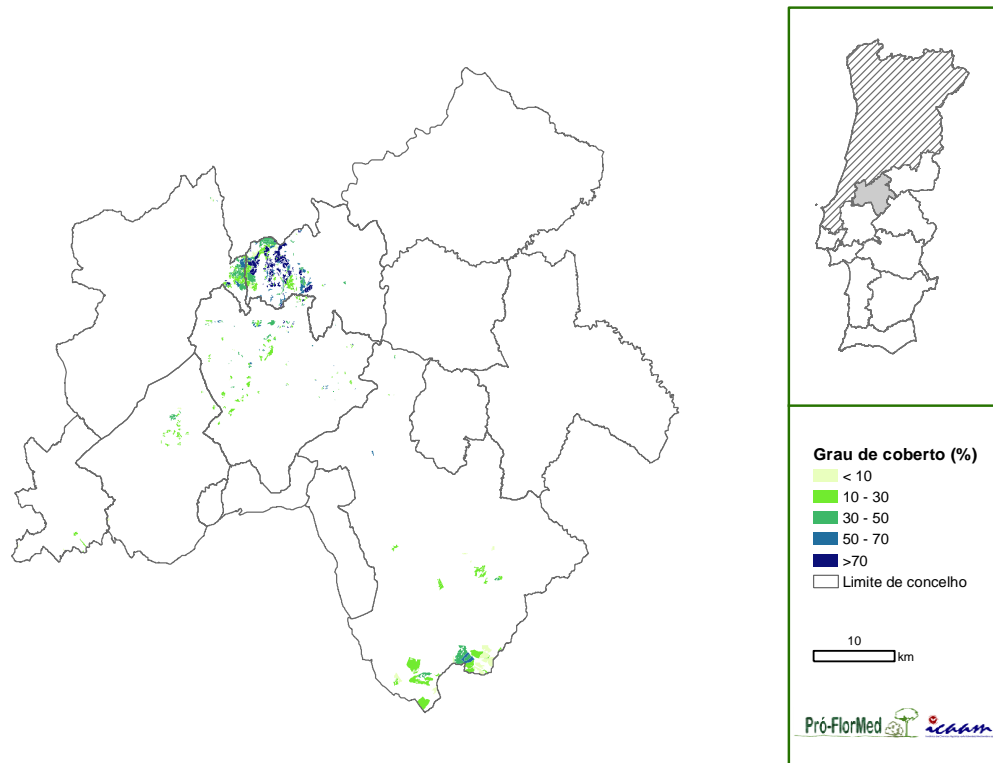 Grau de coberto (%)
< 10
10 - 30
30 - 50
50 - 70
>70
Limite de concelho
10
km
Pró-FlorMed
icaam